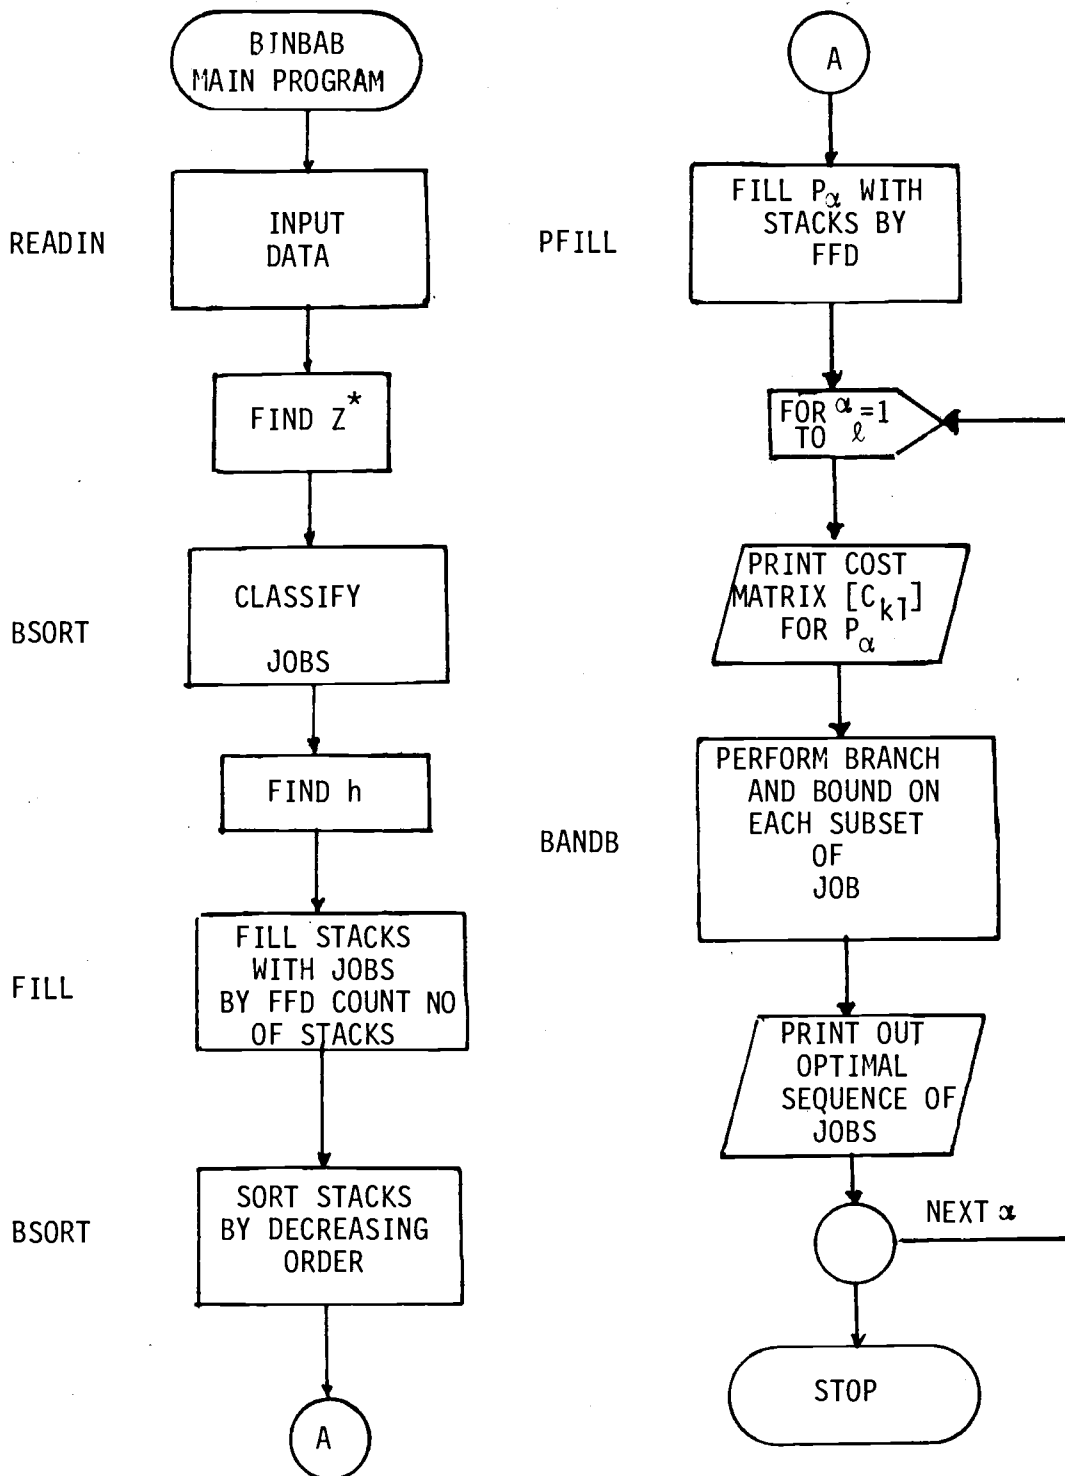 BINBAB
MAIN PROGRAM
READIN
INPUT
DATA
FIND Z*
BSORT
CLASSIFY
JOBS
FIND h
FILL
FILL STACKS
WITH JOBS
BY FFD COUNT NO
OF STACKS
BSORT
SORT STACKS
BY DECREASING
ORDER
A
A
PFILL
FILL Pα WITH
STACKS BY
FFD
FOR α=1
TO ℓ
PRINT COST
MATRIX [Ckl]
FOR Pα
BANDB
PERFORM BRANCH
AND BOUND ON
EACH SUBSET
OF
JOB
PRINT OUT
OPTIMAL
SEQUENCE OF
JOBS
NEXT α
STOP